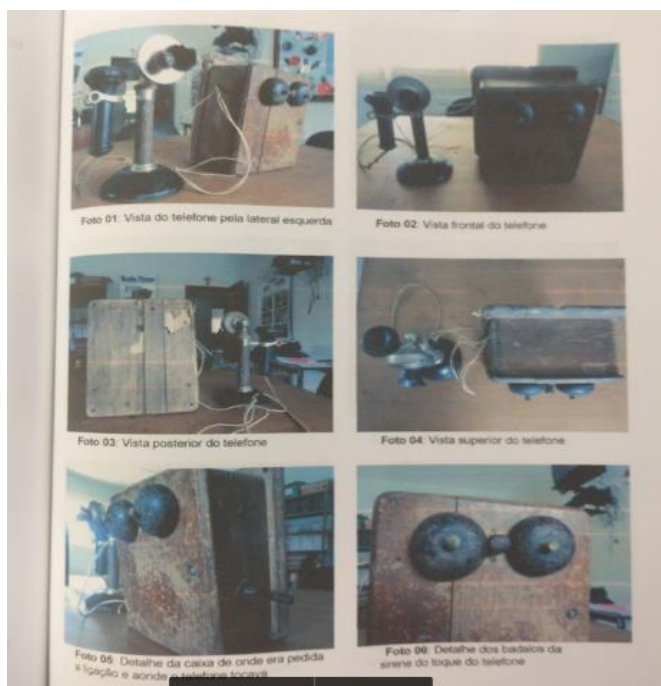 Foto 01: Vista do telefone pela lateral esquerda
Foto 02: Vista frontal do telefone
Foto 03: Vista posterior do telefone
Foto 04: Vista superior do telefone
Foto 05: Detalhe da caixa de onde era pedida
a ligação e aonde o telefone tocava
Foto 06: Detalhe dos badalos da
sirene do toque do telefone